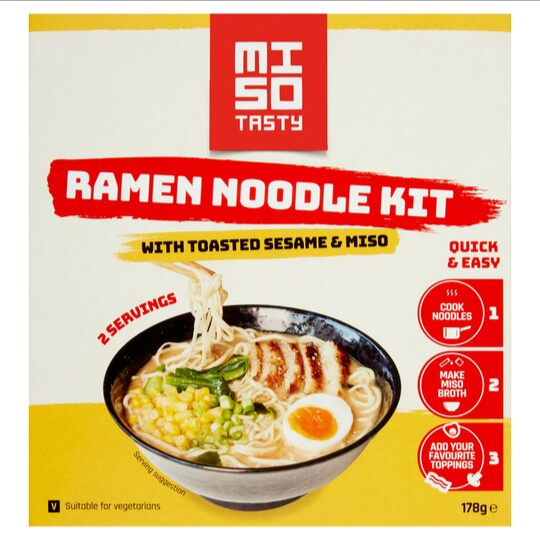 MI
SO
TASTY
RAMEN NOODLE KIT
WITH TOASTED SESAME & MISO
QUICK
& EASY
2 SERVINGS
COOK
NOODLES
1
MAKE
MISO
BROTH
2
ADD YOUR
FAVOURITE
TOPPINGS
3
Serving suggestion
V Suitable for vegetarians
178g e